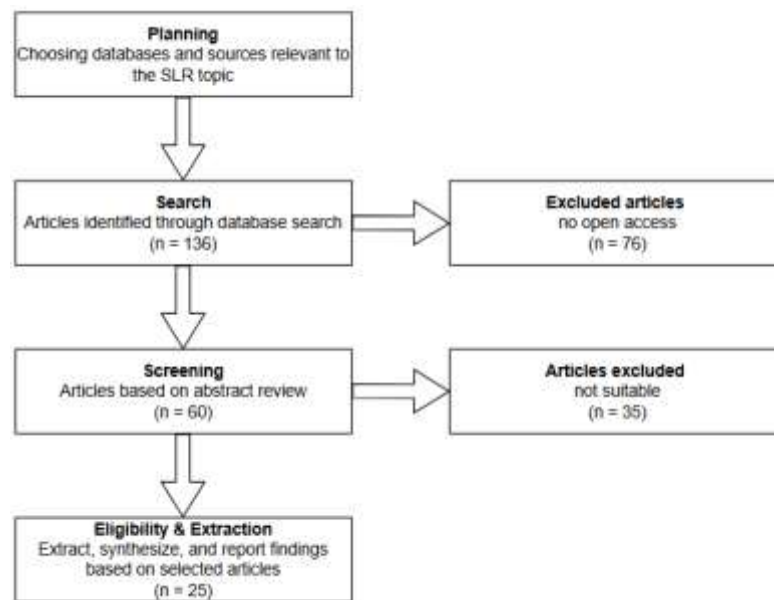 Planning
Choosing databases and sources relevant to
the SLR topic
Search
Articles identified through database search
(n = 136)
Excluded articles
no open access
(n = 76)
Screening
Articles based on abstract review
(n = 60)
Articles excluded
not suitable
(n = 35)
Eligibility & Extraction
Extract, synthesize, and report findings
based on selected articles
(n = 25)